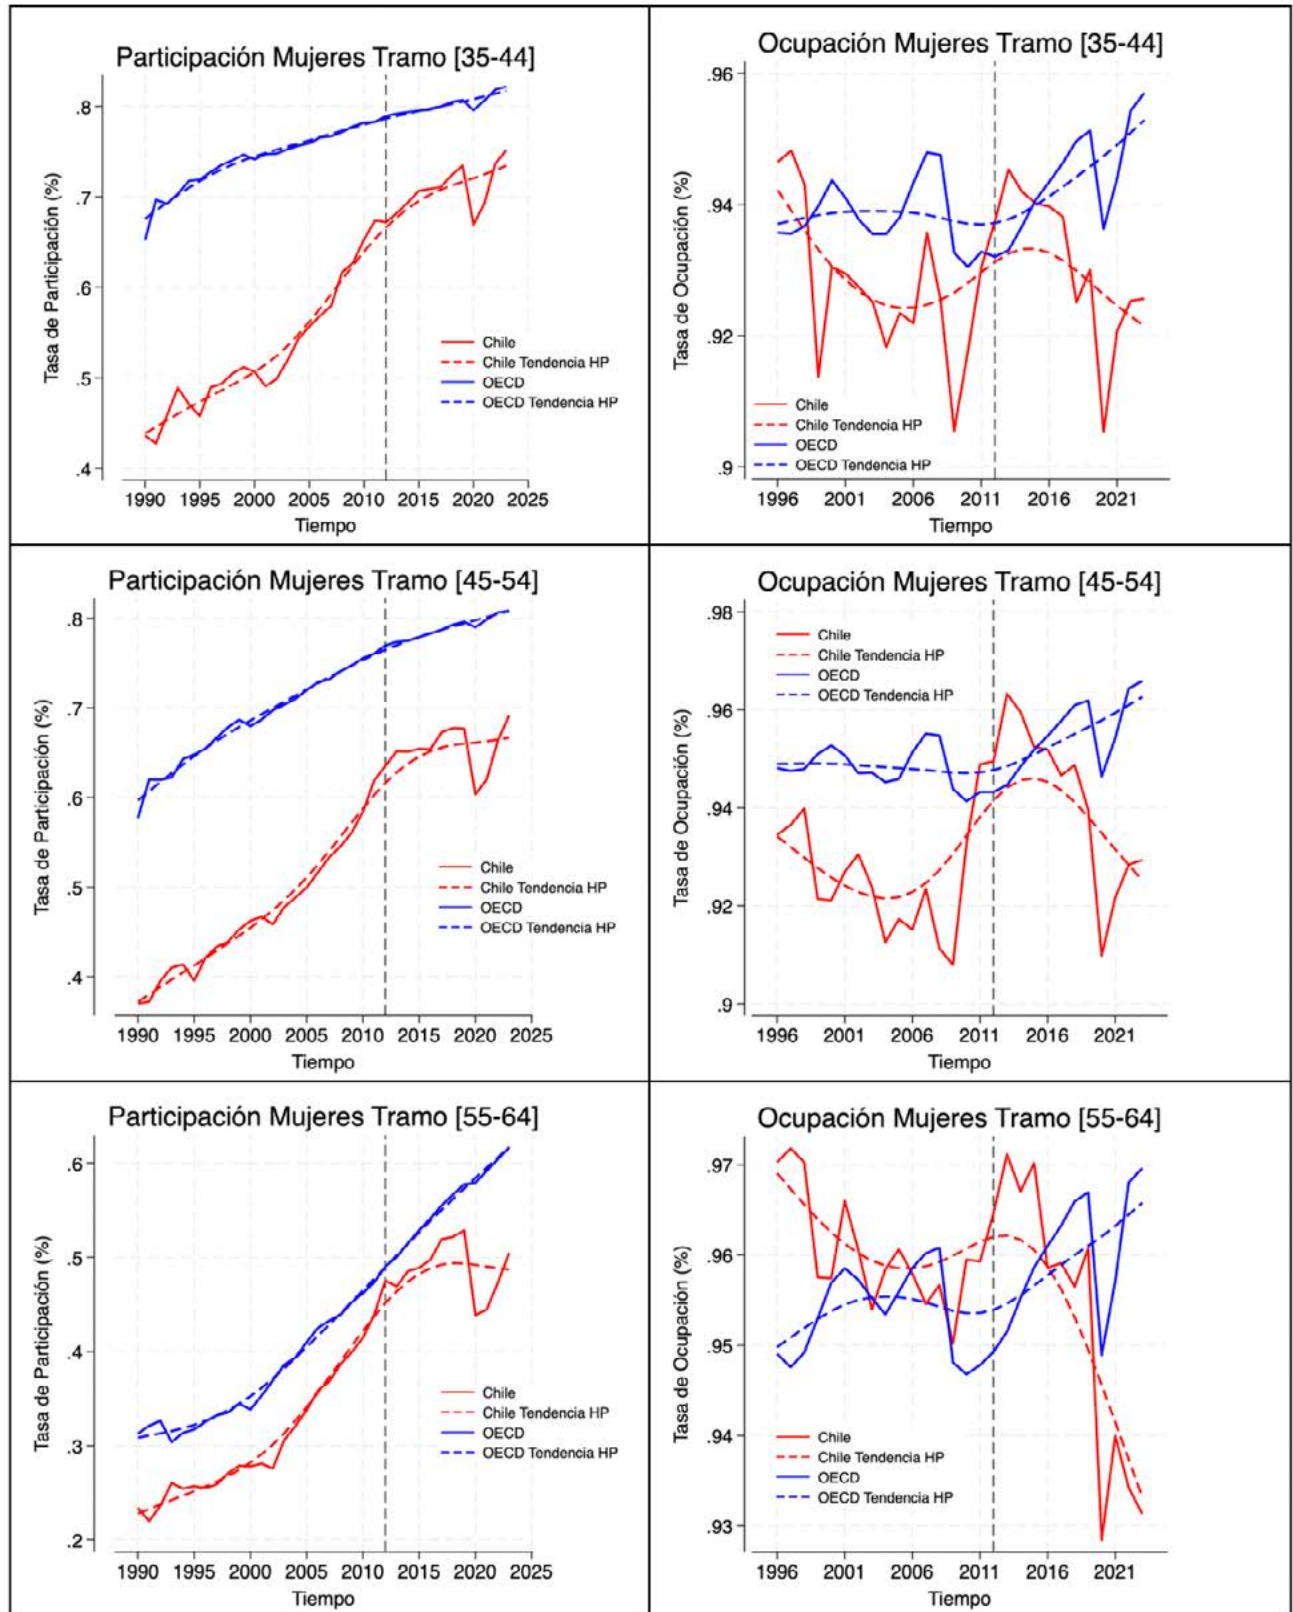 Participación Mujeres Tramo [35-44]
Tasa de Participación (%)
.8
.7
.6
.5
.4
Chile
Chile Tendencia HP
OECD
OECD Tendencia HP
1990 1995 2000 2005 2010 2015 2020 2025
Tiempo
Ocupación Mujeres Tramo [35-44]
Tasa de Ocupación (%)
.96
.94
.92
.9
Chile
Chile Tendencia HP
OECD
OECD Tendencia HP
1996 2001 2006 2011 2016 2021
Tiempo
Participación Mujeres Tramo [45-54]
Tasa de Participación (%)
.8
.7
.6
.5
.4
Chile
Chile Tendencia HP
OECD
OECD Tendencia HP
1990 1995 2000 2005 2010 2015 2020 2025
Tiempo
Ocupación Mujeres Tramo [45-54]
Tasa de Ocupación (%)
.98
.96
.94
.92
.9
Chile
Chile Tendencia HP
OECD
OECD Tendencia HP
1996 2001 2006 2011 2016 2021
Tiempo
Participación Mujeres Tramo [55-64]
Tasa de Participación (%)
.6
.5
.4
.3
.2
Chile
Chile Tendencia HP
OECD
OECD Tendencia HP
1990 1995 2000 2005 2010 2015 2020 2025
Tiempo
Ocupación Mujeres Tramo [55-64]
Tasa de Ocupación (%)
.97
.96
.95
.94
.93
Chile
Chile Tendencia HP
OECD
OECD Tendencia HP
1996 2001 2006 2011 2016 2021
Tiempo